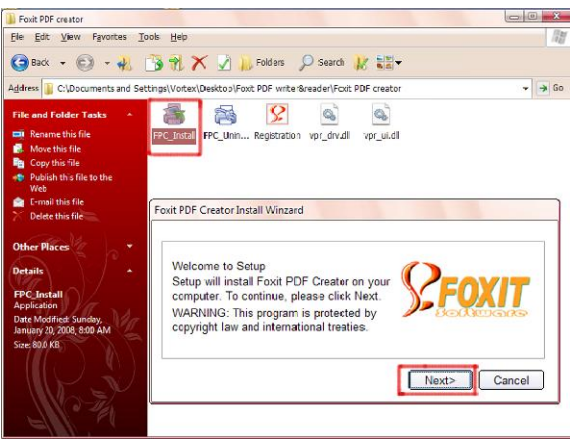 Foxit PDF creator
File Edit View Favorites Tools Help
Back Folders Search
Address C:\Documents and Settings\Vortex\Desktop\Foxit PDF writer&reader\Foxit PDF creator Go
File and Folder Tasks
Rename this file
Move this file
Copy this file
Publish this file to the
Web
E-mail this file
Delete this file
Other Places
Details
FPC_Install
Application
Date Modified: Sunday,
January 20, 2008, 8:00 AM
Size: 80.0 KB
FPC_Install FPC_Unin... Registration vpr_drv.dll vpr_ui.dll
Foxit PDF Creator Install Winzard
Welcome to Setup
Setup will install Foxit PDF Creater on your
computer. To continue, please click Next.
WARNING: This program is protected by
copyright law and international treaties.
FOXIT
Software
Next> Cancel